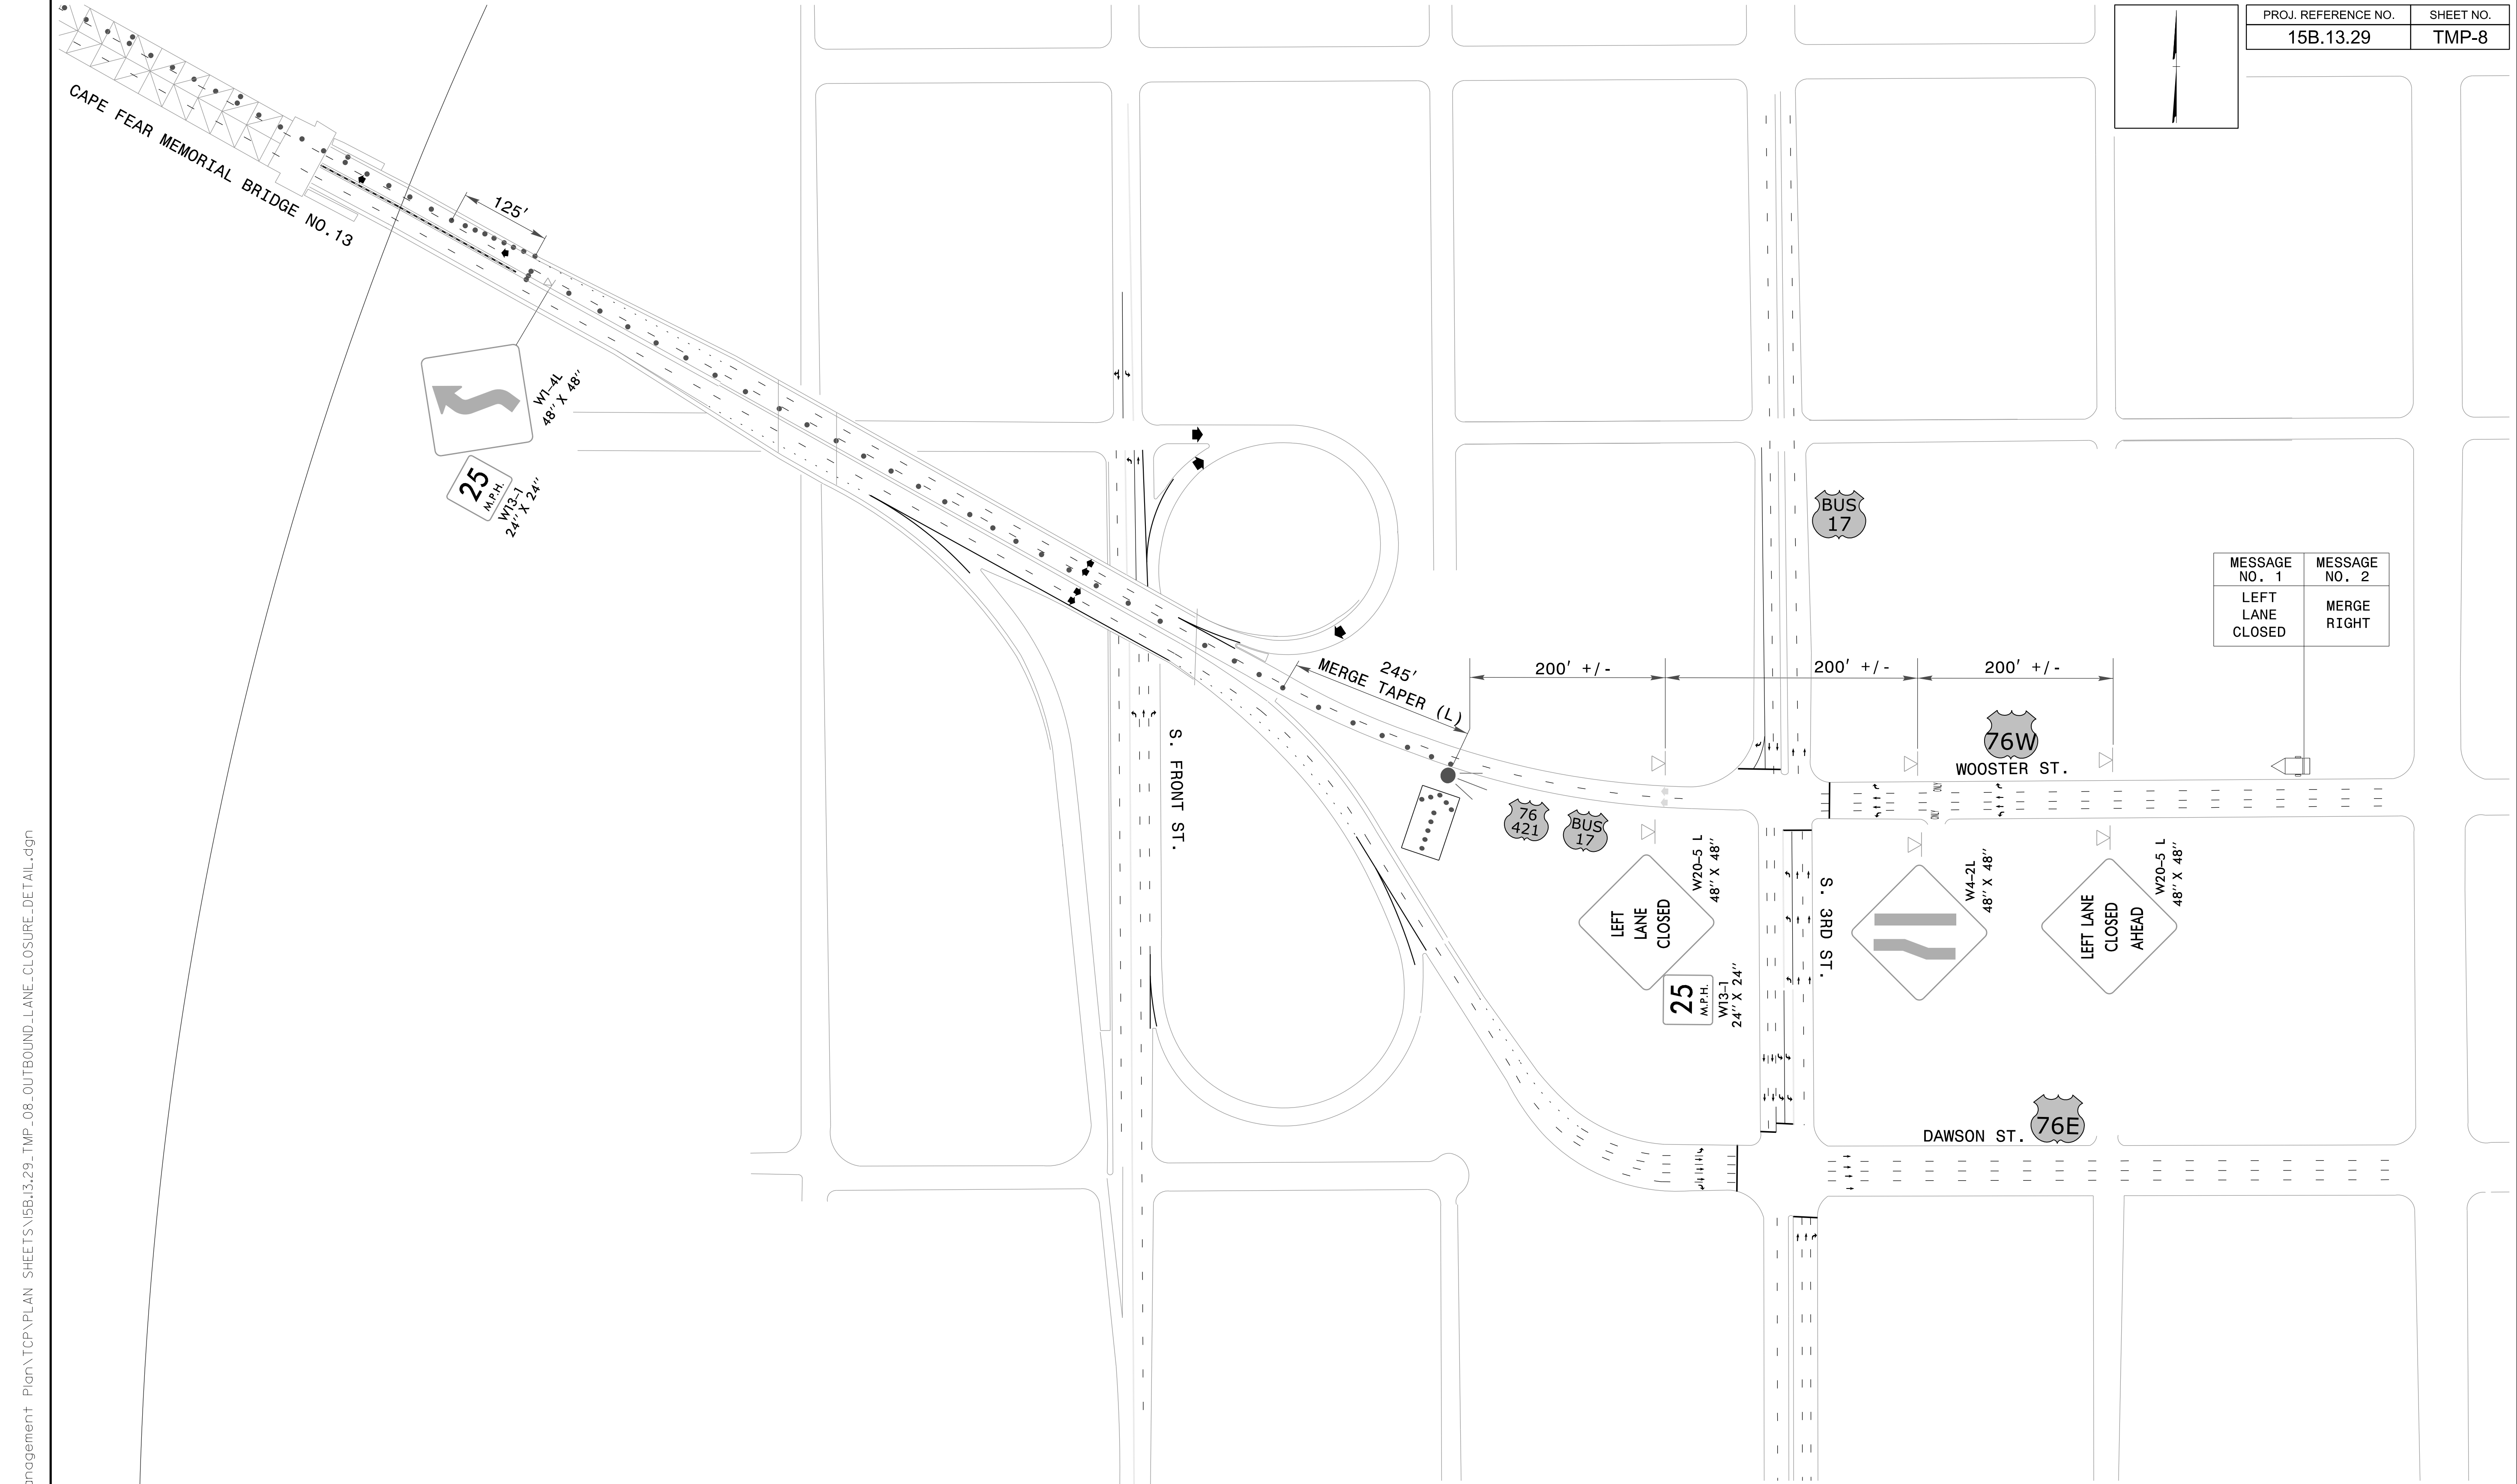 PROJ. REFERENCE NO.
SHEET NO.
15B.13.29
TMP-8
CAPE FEAR MEMORIAL BRIDGE NO.13
125'
W1-4L
48" X 48"
25
M.P.H.
W13-1
24" X 24"
BUS
17
MESSAGE
NO. 1
MESSAGE
NO. 2
LEFT
LANE
CLOSED
MERGE
RIGHT
245'
MERGE TAPER (L)
200' +/-
200' +/-
200' +/-
76W
WOOSTER ST.
ONLY
ONLY
S. FRONT ST.
76
421
BUS
17
LEFT
LANE
CLOSED
W20-5 L
48" X 48"
25
M.P.H.
W13-1
24" X 24"
S. 3RD ST.
W4-2L
48" X 48"
LEFT LANE
CLOSED
AHEAD
W20-5 L
48" X 48"
DAWSON ST.
76E
anagement Plan\TCP\PLAN SHEETS\15B.13.29_TMP_08_OUTBOUND_LANE_CLOSURE_DETAIL.dgn